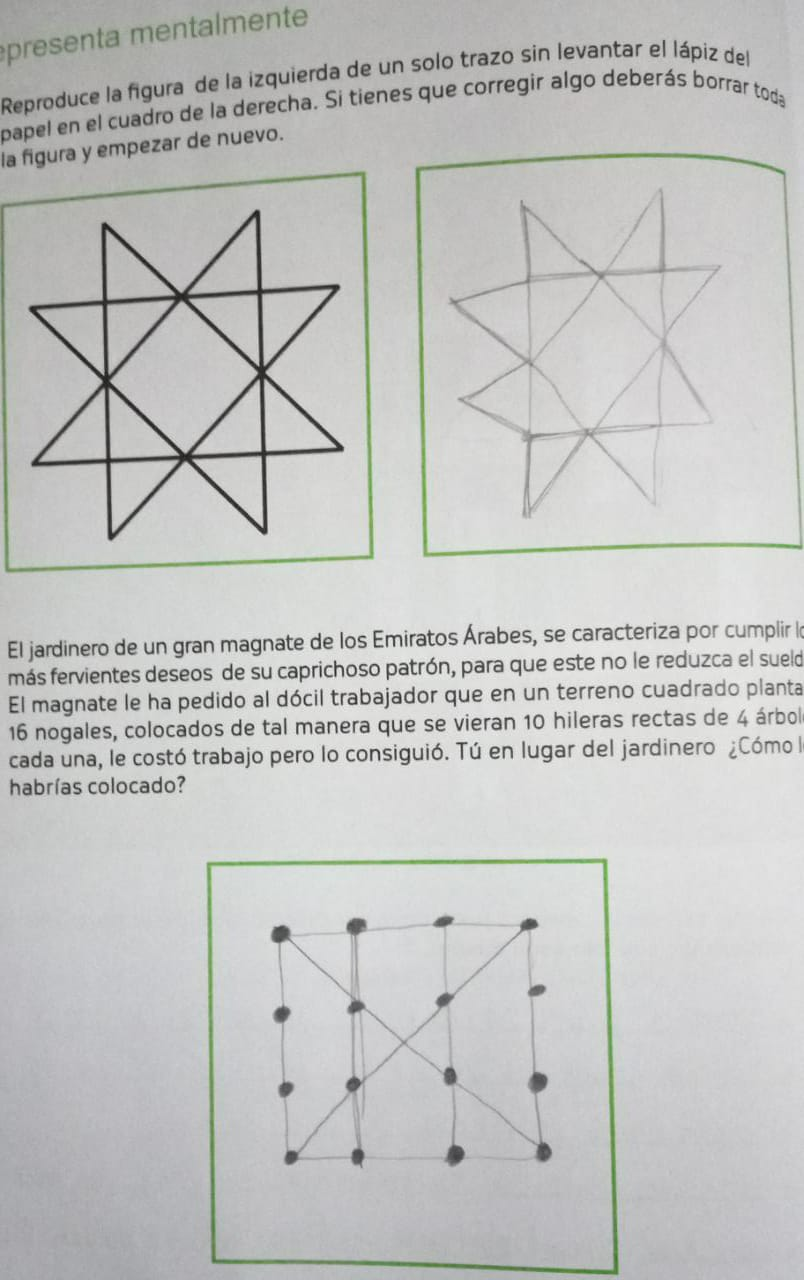 epresenta mentalmente
Reproduce la figura de la izquierda de un solo trazo sin levantar el lápiz del
papel en el cuadro de la derecha. Si tienes que corregir algo deberás borrar toda
la figura y empezar de nuevo.
El jardinero de un gran magnate de los Emiratos Árabes, se caracteriza por cumplir l
más fervientes deseos de su caprichoso patrón, para que este no le reduzca el sueld
El magnate le ha pedido al dócil trabajador que en un terreno cuadrado planta
16 nogales, colocados de tal manera que se vieran 10 hileras rectas de 4 árbol
cada una, le costó trabajo pero lo consiguió. Tú en lugar del jardinero ¿Cómo l
habrías colocado?